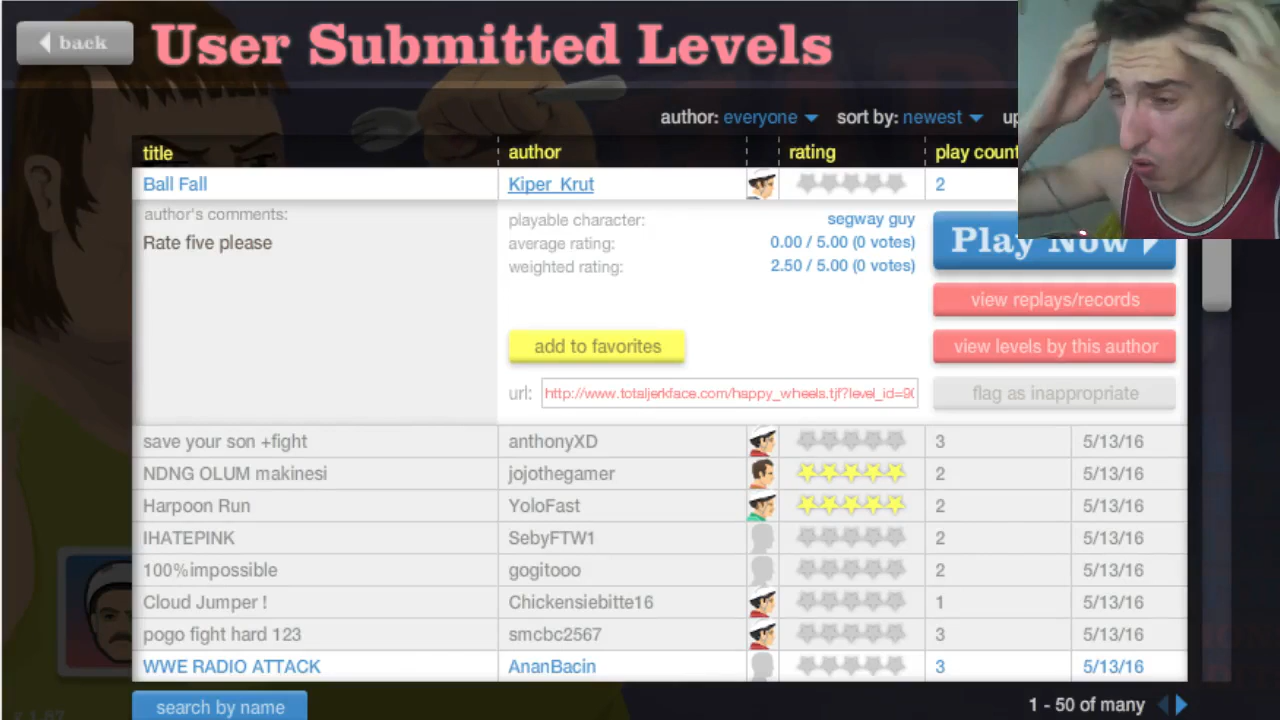 back
User Submitted Levels
author: everyone sort by: newest
title author rating play count
Ball Fall Kiper_Krut 2
author's comments:
Rate five please
playable character: segway guy
average rating: 0.00 / 5.00 (0 votes)
weighted rating: 2.50 / 5.00 (0 votes)
Play Now
view replays/records
add to favorites
view levels by this author
url: http://www.totaljerkface.com/happy_wheels.tjf?level_id=9
flag as inappropriate
save your son +fight anthonyXD 3 5/13/16
NDNG OLUM makinesi jojothegamer 2 5/13/16
Harpoon Run YoloFast 2 5/13/16
IHATEPINK SebyFTW1 2 5/13/16
100%impossible gogitooo 2 5/13/16
Cloud Jumper ! Chickensiebitte16 1 5/13/16
pogo fight hard 123 smcbc2567 3 5/13/16
WWE RADIO ATTACK AnanBacin 3 5/13/16
search by name
1 - 50 of many